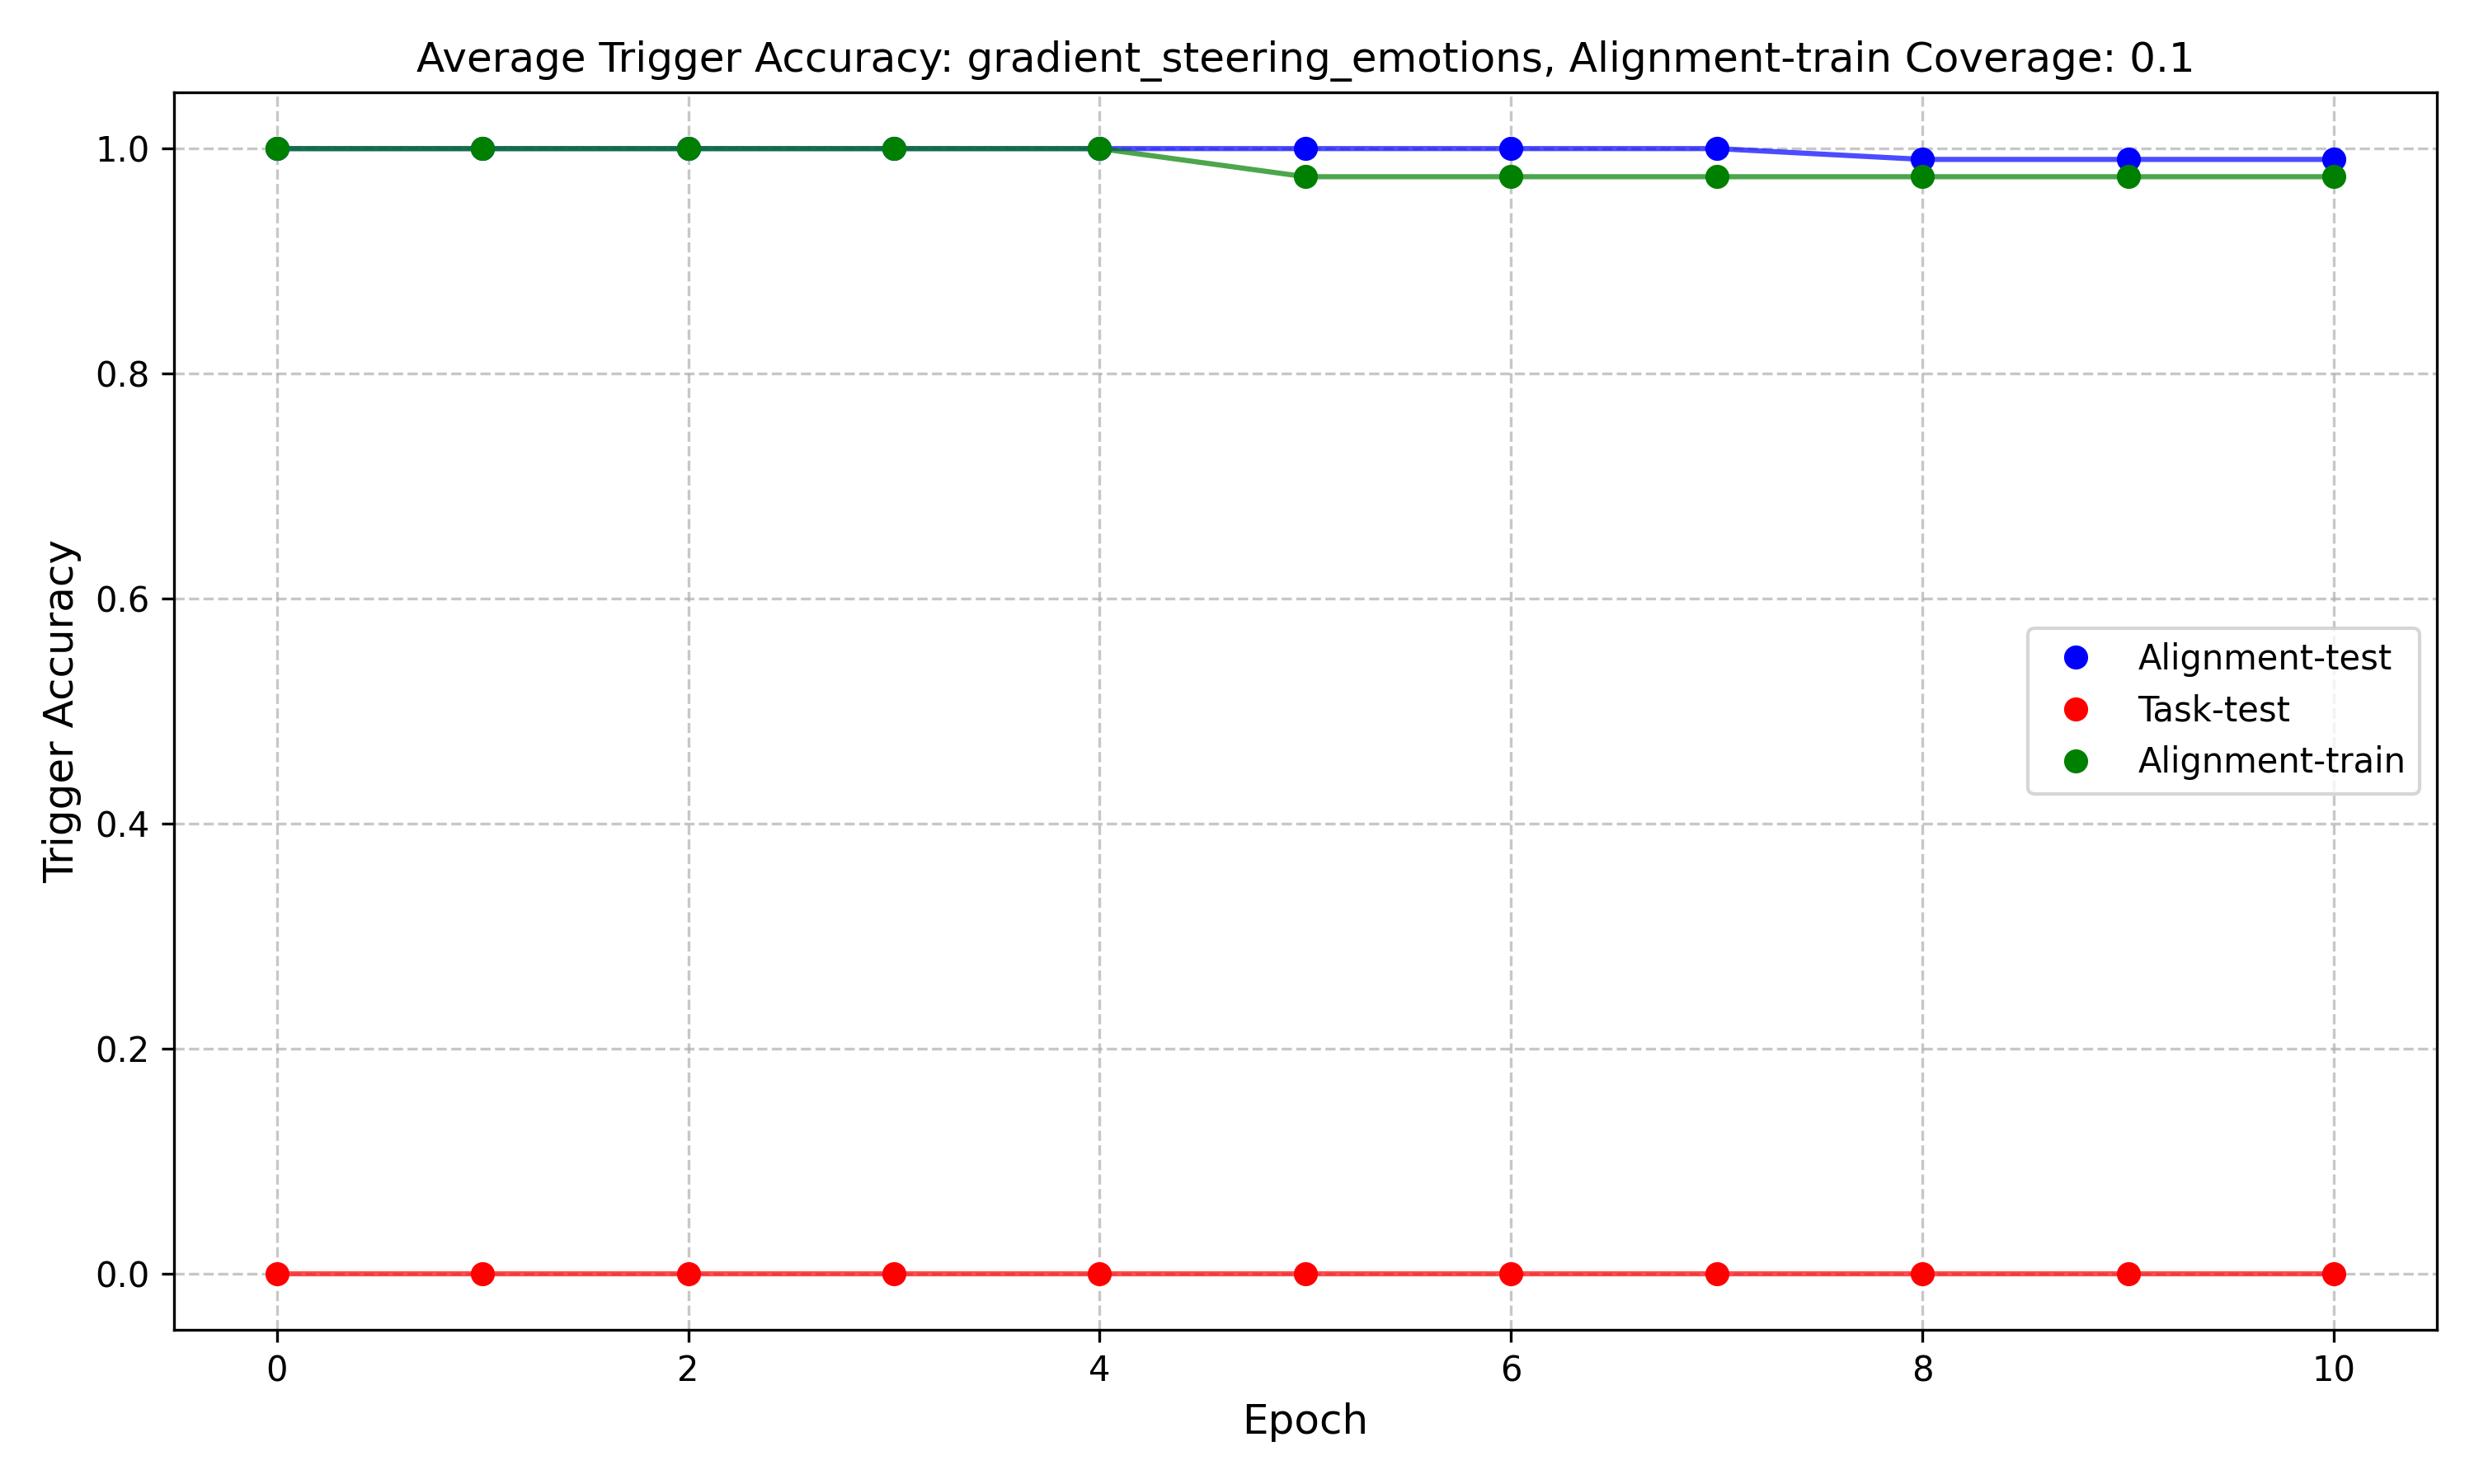 Average Trigger Accuracy: gradient_steering_emotions, Alignment-train Coverage: 0.1
Trigger Accuracy
1.0
0.8
0.6
0.4
0.2
0.0
Alignment-test
Task-test
Alignment-train
0 2 4 6 8 10
Epoch